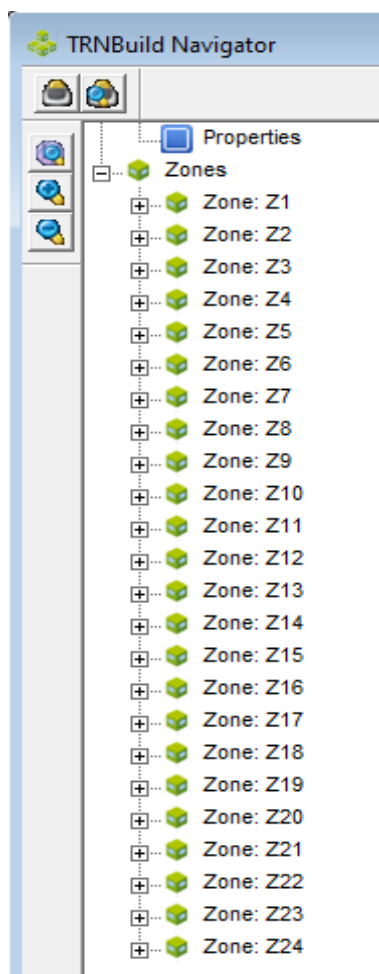 TRNBuild Navigator
Properties
Zones
Zone: Z1
Zone: Z2
Zone: Z3
Zone: Z4
Zone: Z5
Zone: Z6
Zone: Z7
Zone: Z8
Zone: Z9
Zone: Z10
Zone: Z11
Zone: Z12
Zone: Z13
Zone: Z14
Zone: Z15
Zone: Z16
Zone: Z17
Zone: Z18
Zone: Z19
Zone: Z20
Zone: Z21
Zone: Z22
Zone: Z23
Zone: Z24